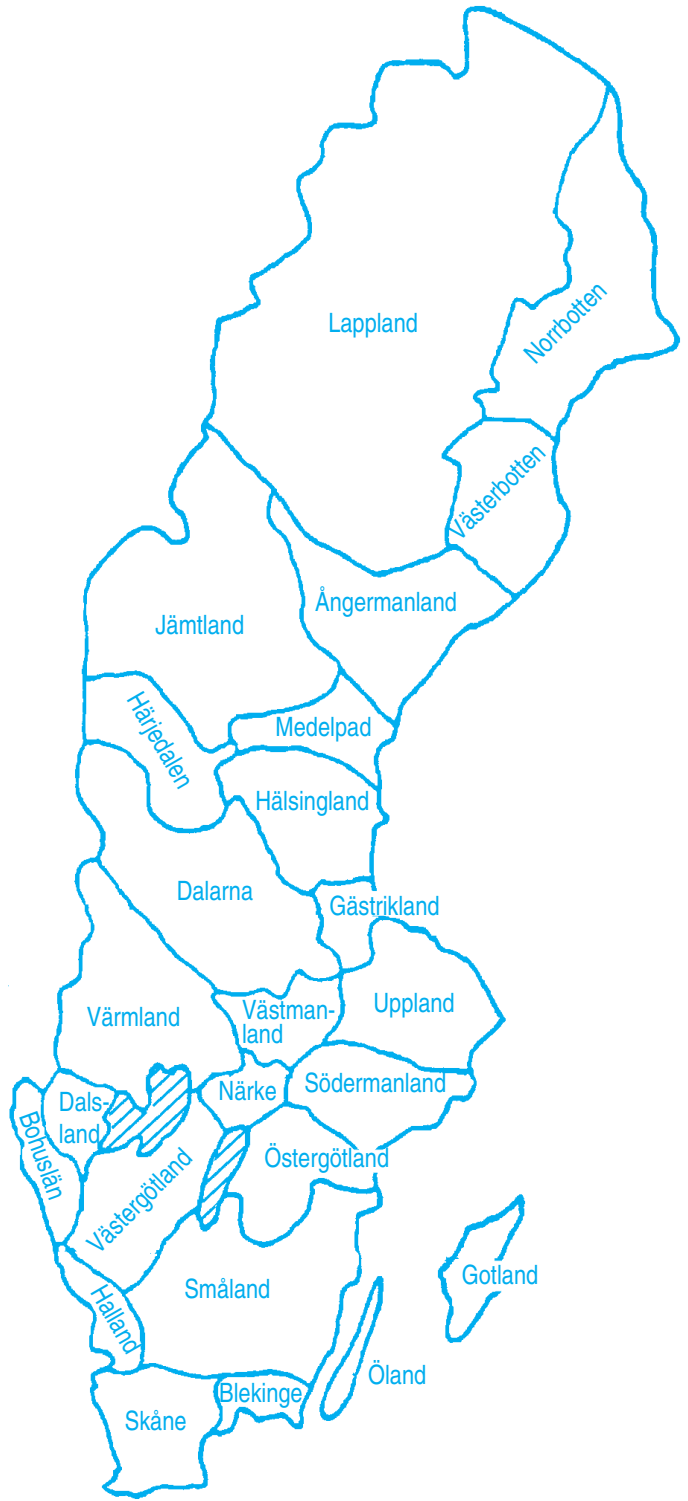 Lappland
Norrbotten
Västerbotten
Ångermanland
Jämtland
Härjedalen
Medelpad
Hälsingland
Dalarna
Gästrikland
Värmland
Västman-
land
Uppland
Dals-
land
Närke
Södermanland
Bohuslän
Västergötland
Östergötland
Halland
Småland
Gotland
Öland
Blekinge
Skåne